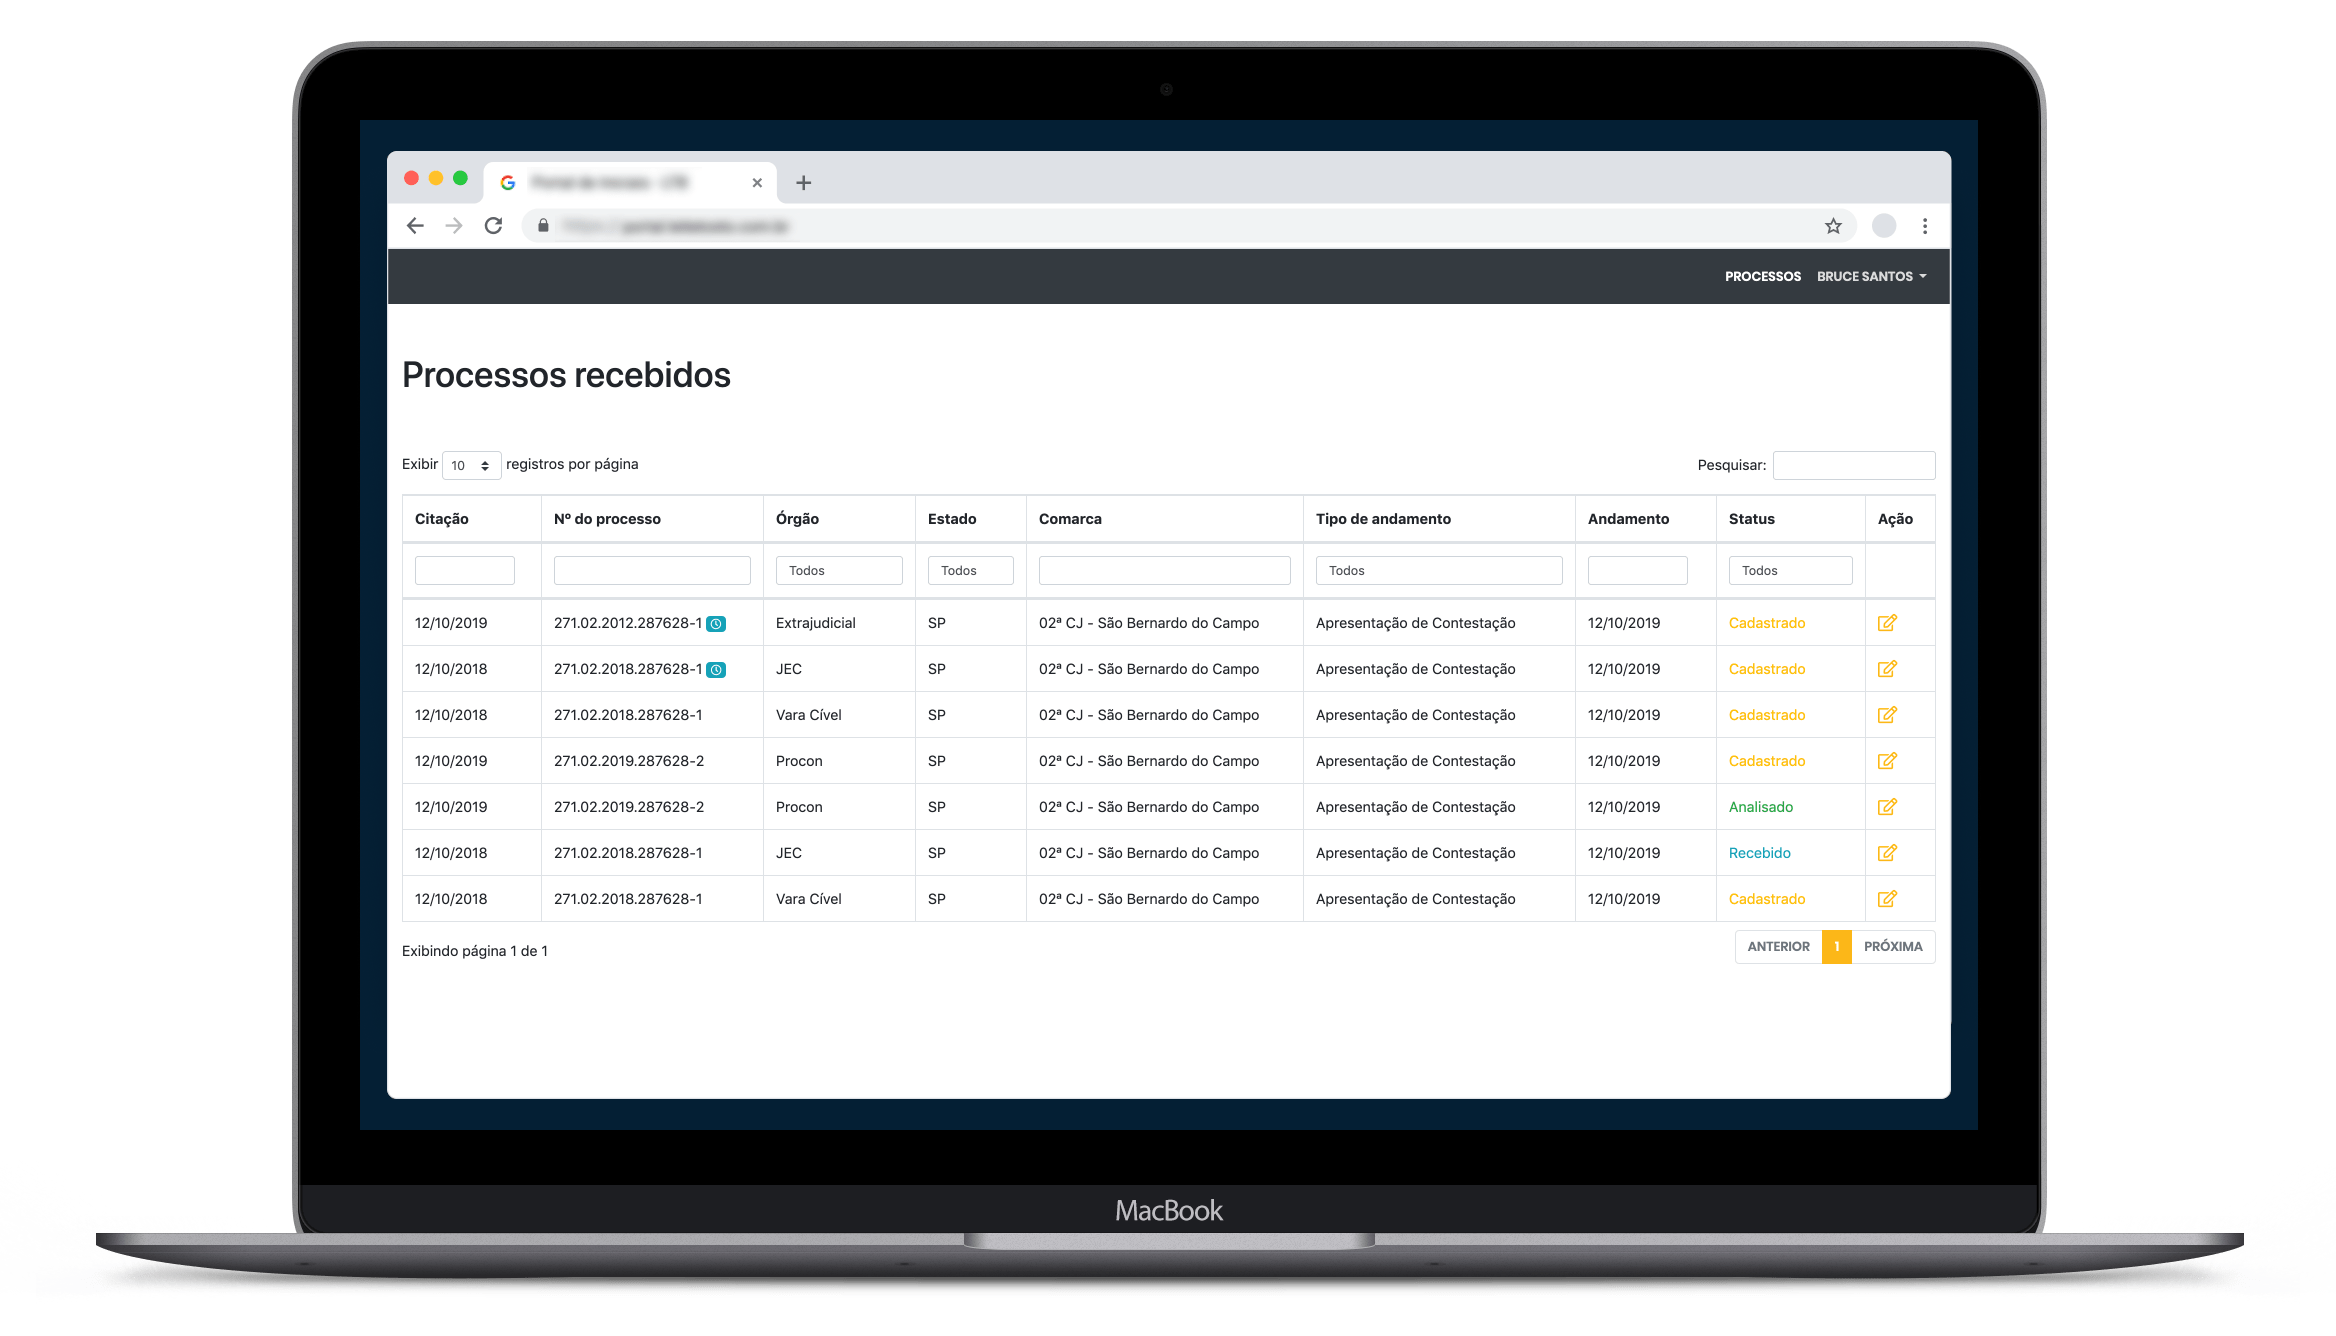 PROCESSOS BRUCE SANTOS
Processos recebidos
Exibir 10 registros por página Pesquisar:
Citação Nº do processo Órgão Estado Comarca Tipo de andamento Andamento Status Ação
Todos Todos Todos Todos
12/10/2019 271.02.2012.287628-1 Extrajudicial SP 02ª CJ - São Bernardo do Campo Apresentação de Contestação 12/10/2019 Cadastrado
12/10/2018 271.02.2018.287628-1 JEC SP 02ª CJ - São Bernardo do Campo Apresentação de Contestação 12/10/2019 Cadastrado
12/10/2018 271.02.2018.287628-1 Vara Cível SP 02ª CJ - São Bernardo do Campo Apresentação de Contestação 12/10/2019 Cadastrado
12/10/2019 271.02.2019.287628-2 Procon SP 02ª CJ - São Bernardo do Campo Apresentação de Contestação 12/10/2019 Cadastrado
12/10/2019 271.02.2019.287628-2 Procon SP 02ª CJ - São Bernardo do Campo Apresentação de Contestação 12/10/2019 Analisado
12/10/2018 271.02.2018.287628-1 JEC SP 02ª CJ - São Bernardo do Campo Apresentação de Contestação 12/10/2019 Recebido
12/10/2018 271.02.2018.287628-1 Vara Cível SP 02ª CJ - São Bernardo do Campo Apresentação de Contestação 12/10/2019 Cadastrado
Exibindo página 1 de 1 ANTERIOR 1 PRÓXIMA
MacBook